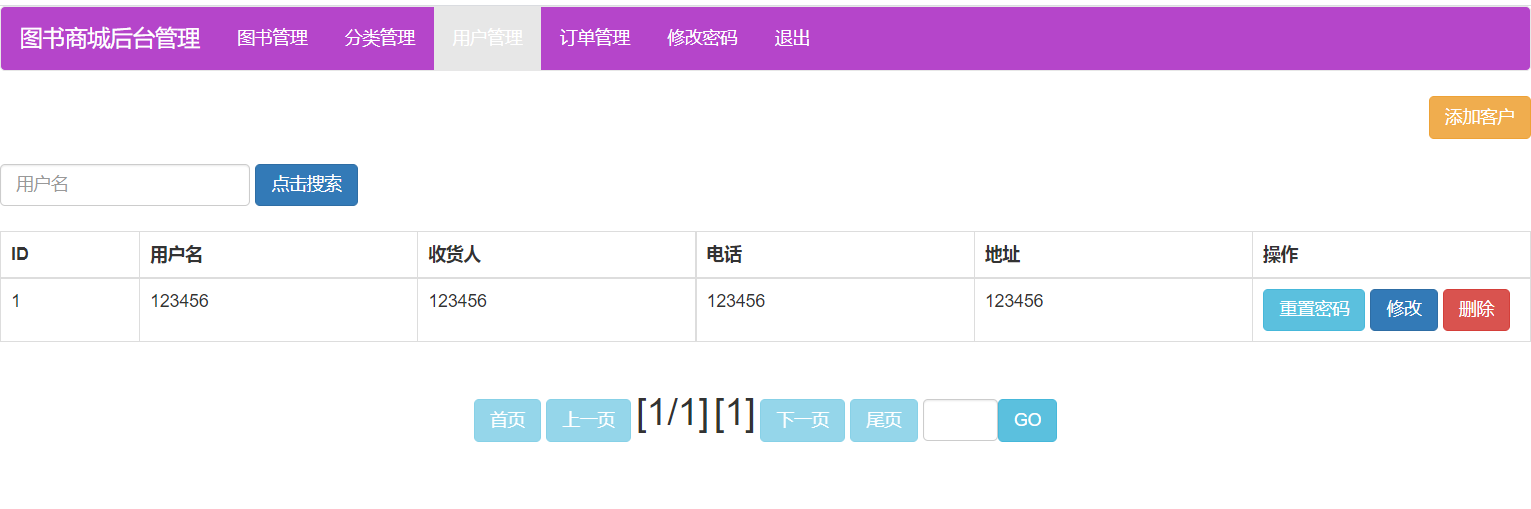 图书商城后台管理 图书管理 分类管理 用户管理 订单管理 修改密码 退出
添加客户
用户名 点击搜索
ID 用户名 收货人 电话 地址 操作
1 123456 123456 123456 123456 重置密码 修改 删除
首页 上一页 [1/1] [1] 下一页 尾页 GO